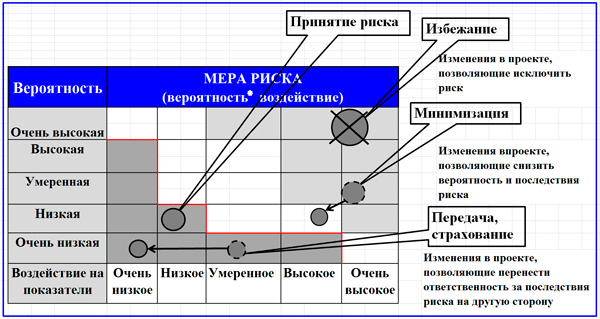 Принятие риска
Избежание
Изменения в проекте,
позволяющие исключить
риск
Вероятность
МЕРА РИСКА
(вероятность* воздействие)
Минимизация
Очень высокая
Высокая
Изменения впроекте,
позволяющие снизить
вероятность и последствия
риска
Умеренная
Низкая
Передача,
страхование
Очень низкая
Изменения в проекте,
позволяющие перенести
ответственность за последствия
риска на другую сторону
Воздействие на
показатели
Очень
низкое
Низкое
Умеренное
Высокое
Очень
высокое